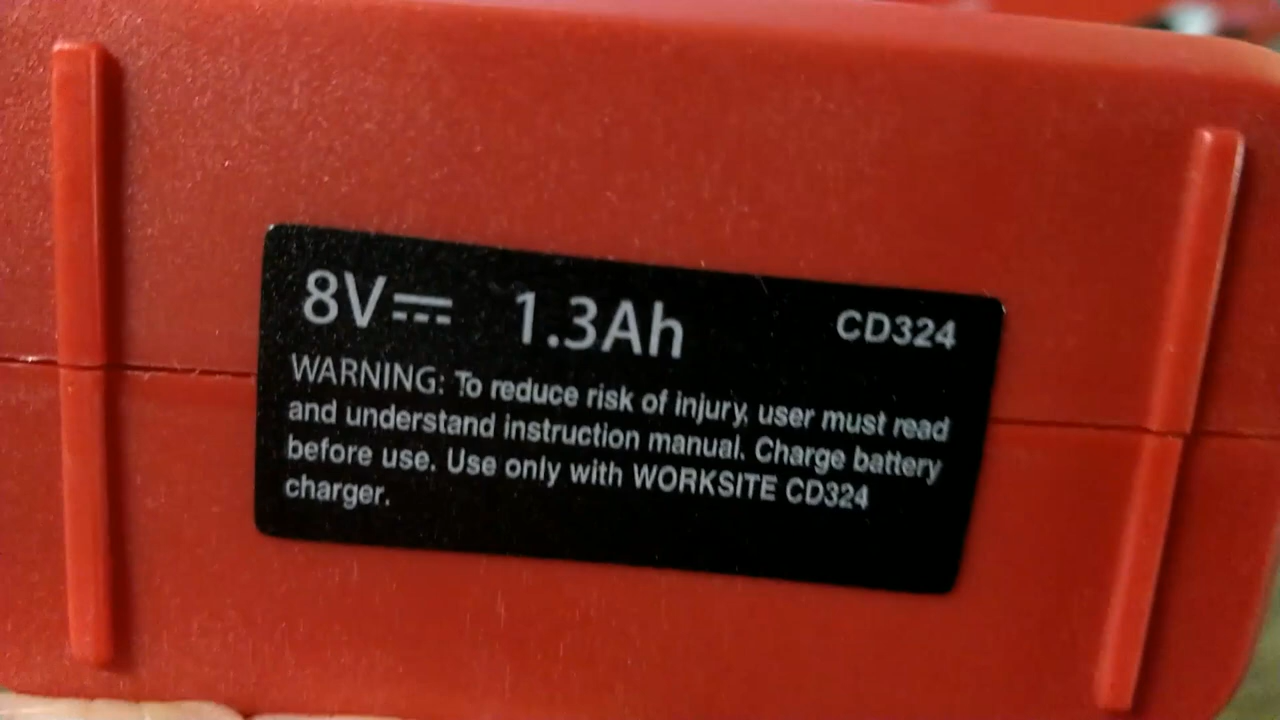 8V⎓ 1.3Ah CD324
WARNING: To reduce risk of injury, user must read
and understand instruction manual. Charge battery
before use. Use only with WORKSITE CD324
charger.